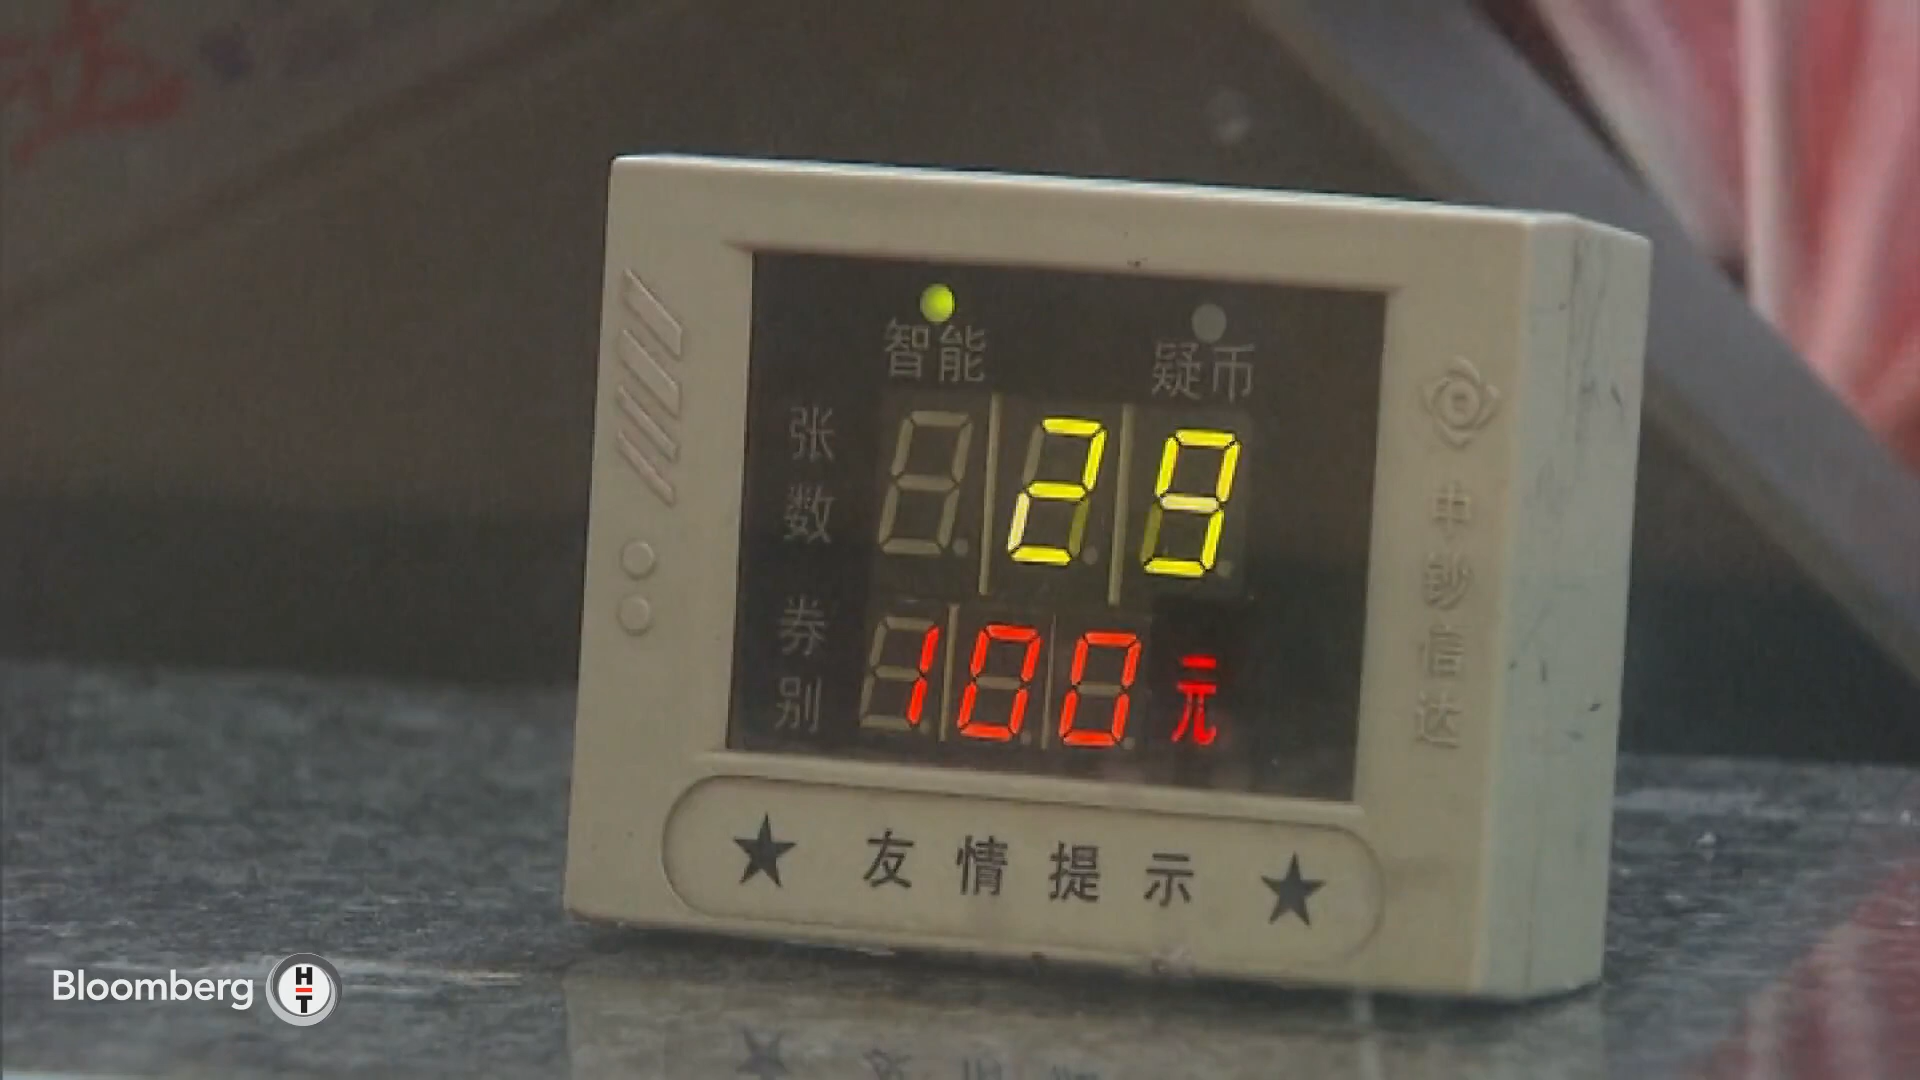 智能 疑币
张数 29
券别 100 元
★ 友情提示 ★
中钞信达
Bloomberg HT